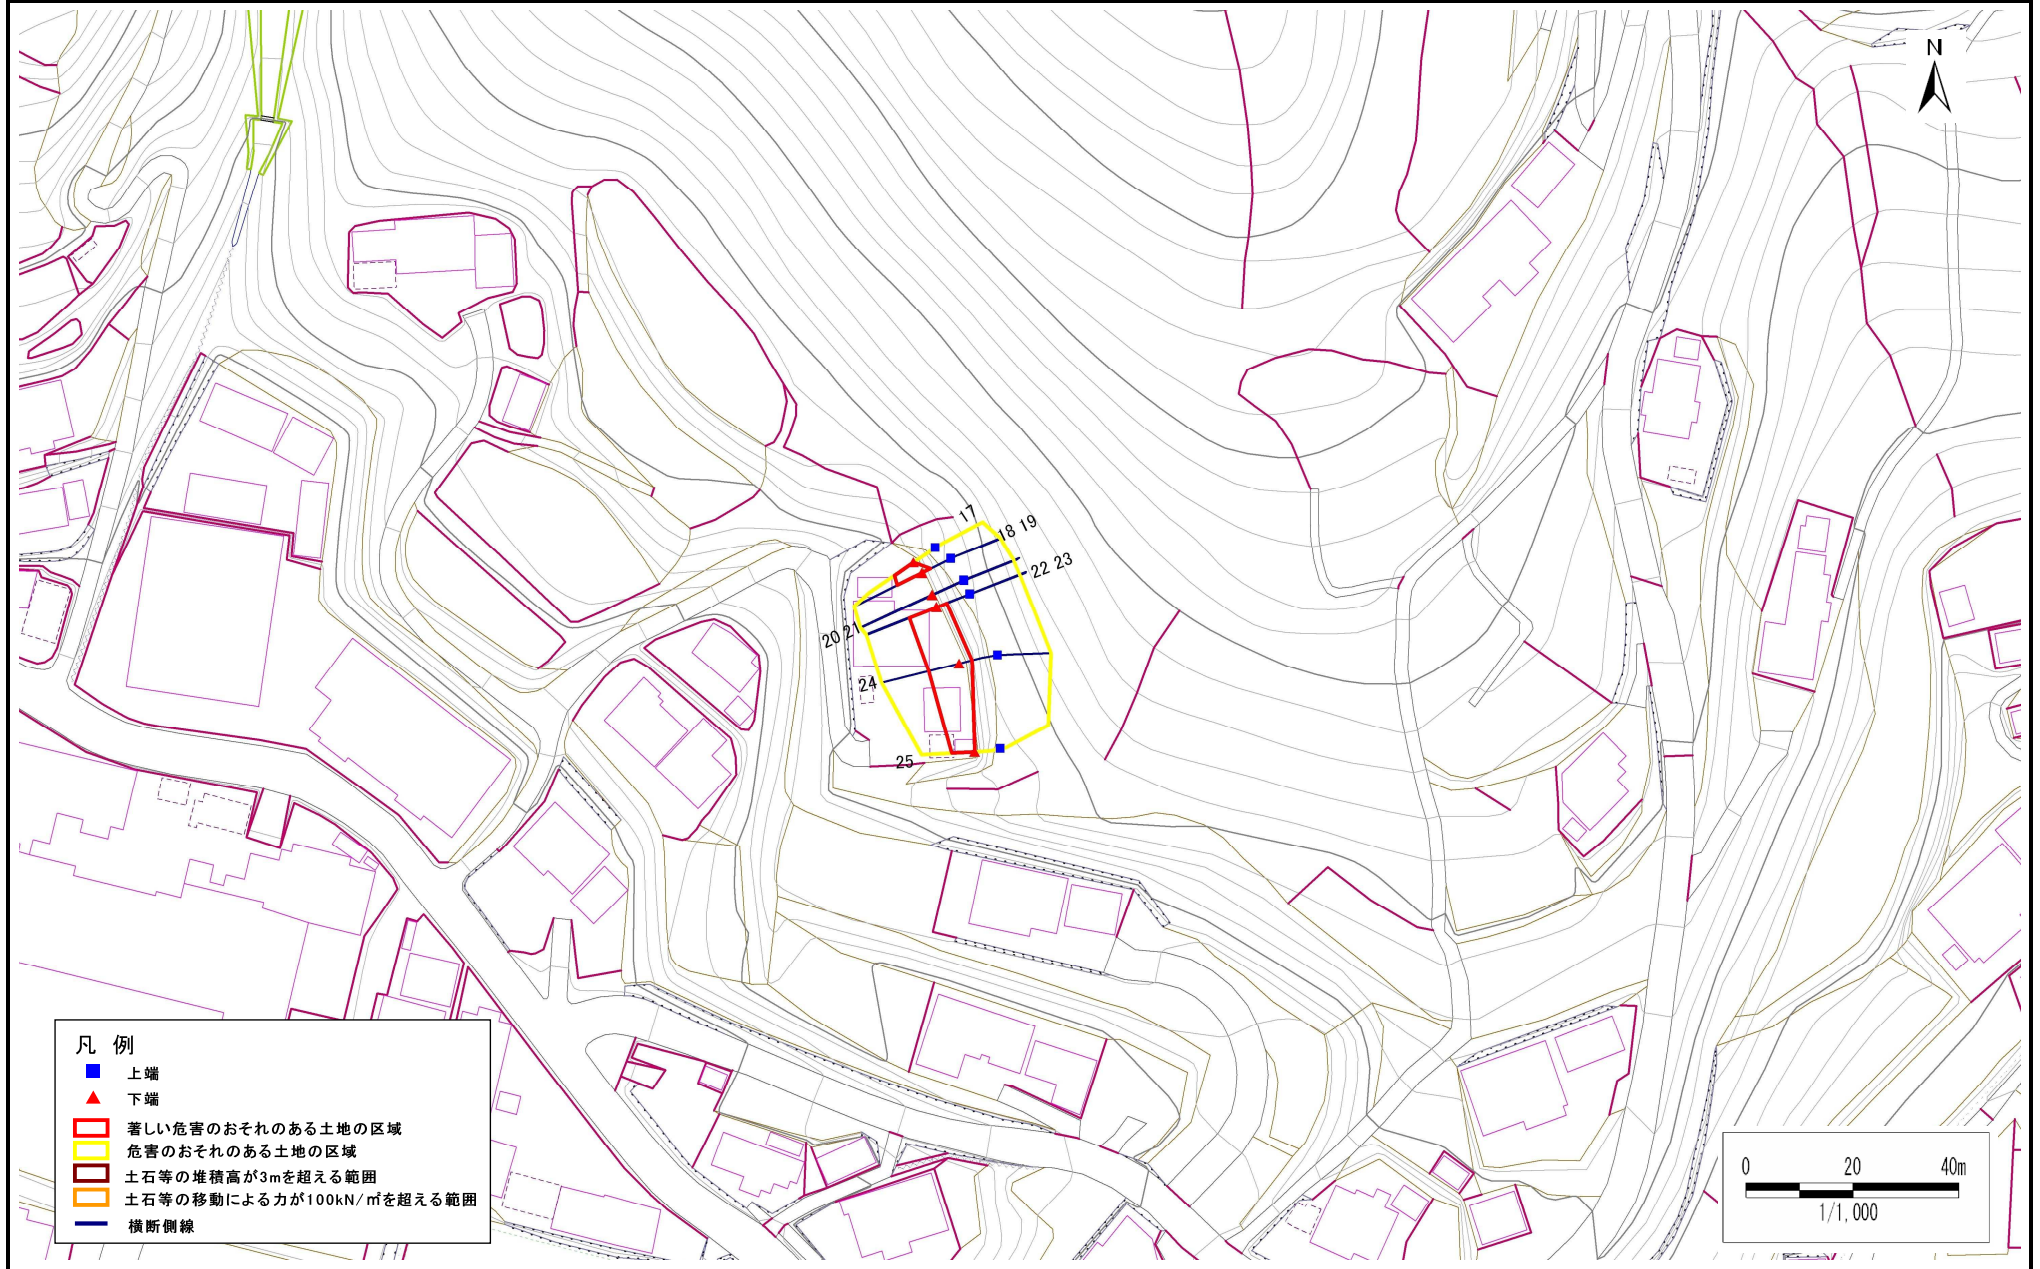 N
17
18 19
22 23
20 21
24
25
凡 例
上端
下端
著しい危害のおそれのある土地の区域
危害のおそれのある土地の区域
土石等の堆積高が3mを超える範囲
土石等の移動による力が100kN/㎡を超える範囲
横断側線
0 20 40m
1/1,000